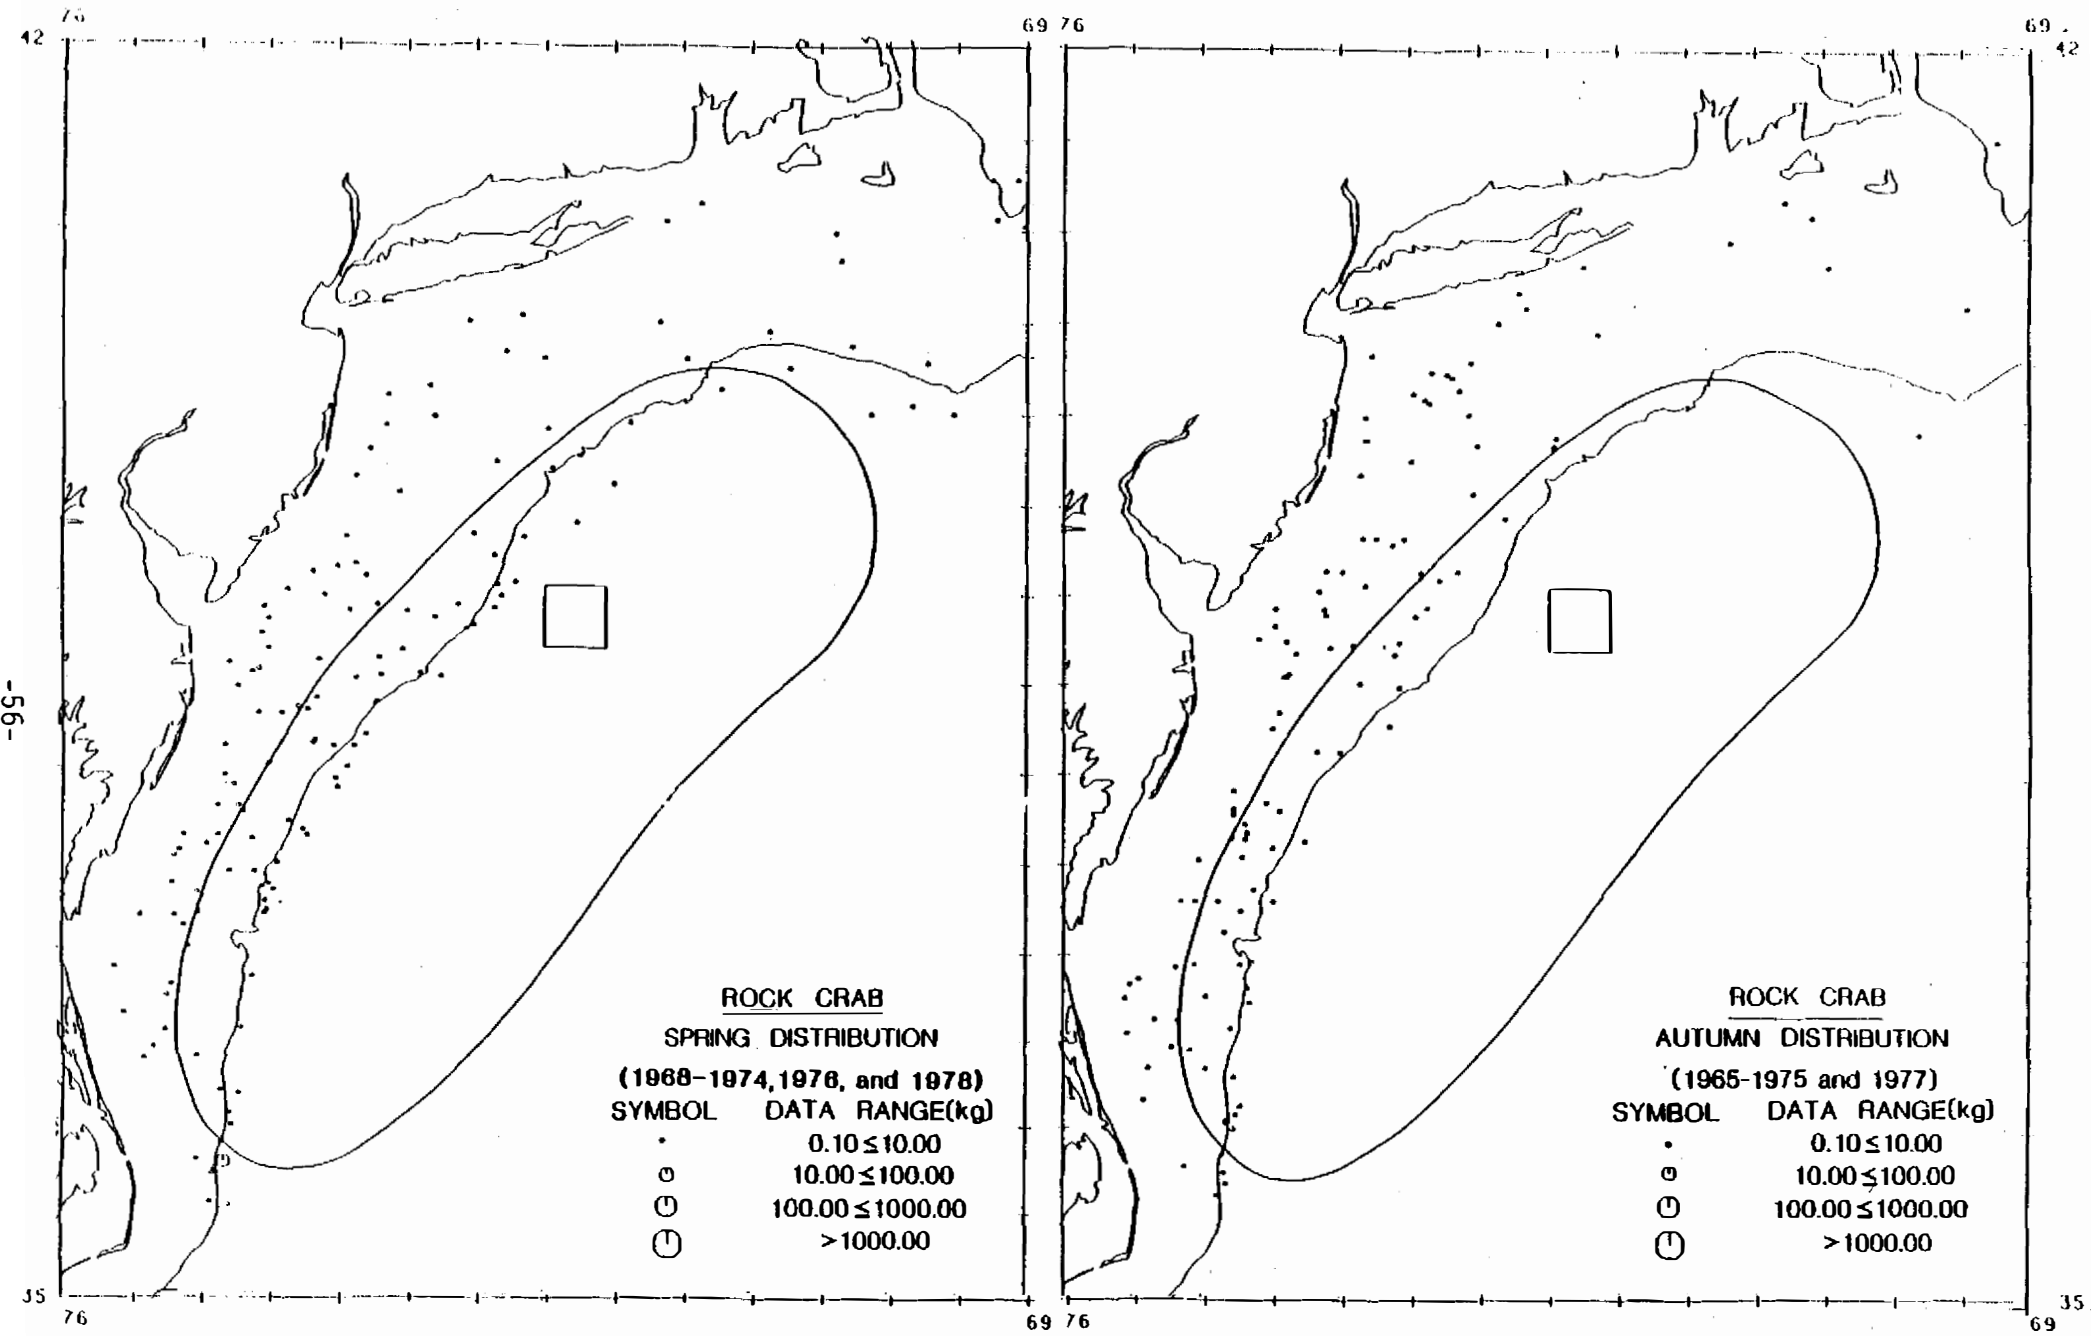 76
42
69 76
69
42
-56-
ROCK CRAB
SPRING DISTRIBUTION
(1968-1974, 1976, and 1978)
SYMBOL DATA RANGE(kg)
0.10≤10.00
10.00≤100.00
100.00≤1000.00
>1000.00
35
76
69 76
ROCK CRAB
AUTUMN DISTRIBUTION
(1965-1975 and 1977)
SYMBOL DATA RANGE(kg)
0.10≤10.00
10.00≤100.00
100.00≤1000.00
>1000.00
35
69